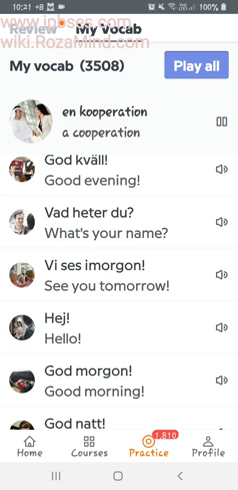 10:21 +B
100%
www.inbses.com
Review My Vocab
wiki.RozaMind.com
My vocab (3508)
Play all
en kooperation
a cooperation
God kväll!
Good evening!
Vad heter du?
What's your name?
Vi ses imorgon!
See you tomorrow!
Hej!
Hello!
God morgon!
Good morning!
God natt!
1,810
Home Courses Practice Profile